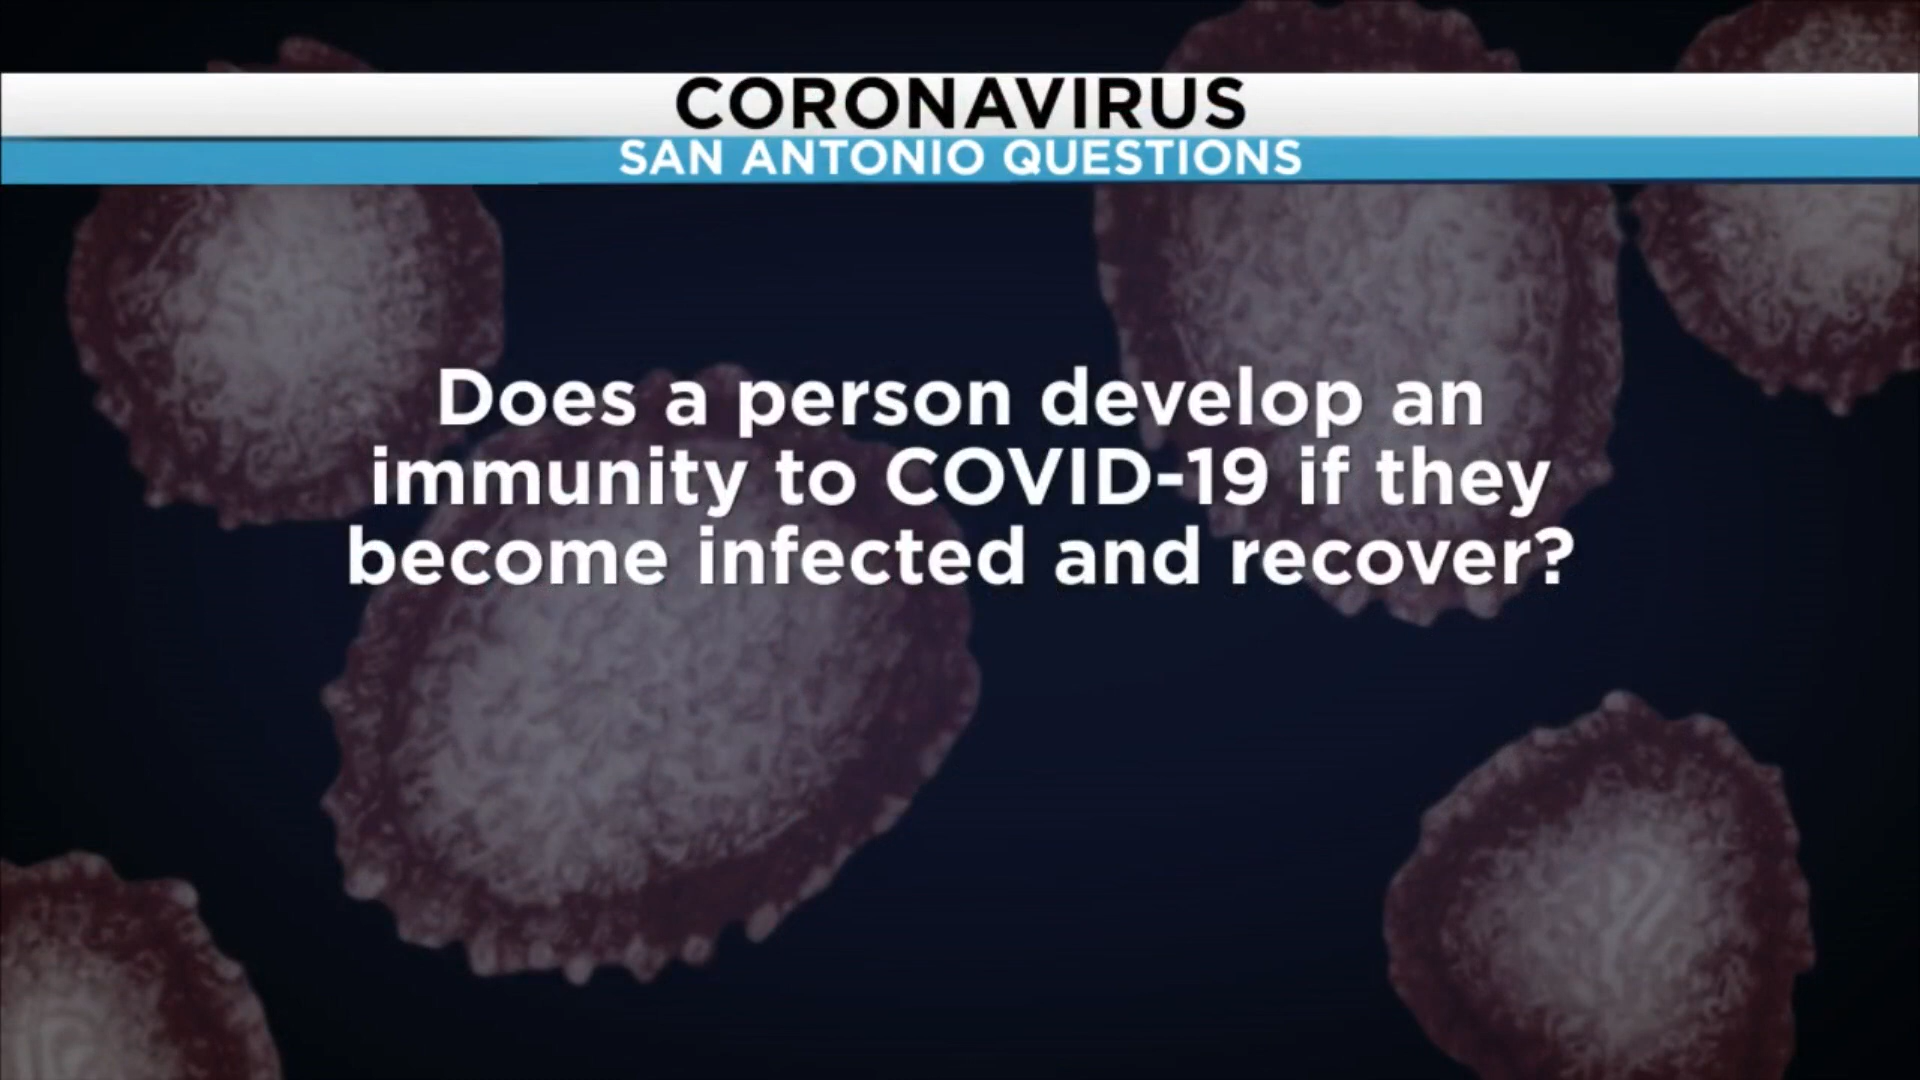 CORONAVIRUS
SAN ANTONIO QUESTIONS
Does a person develop an
immunity to COVID-19 if they
become infected and recover?